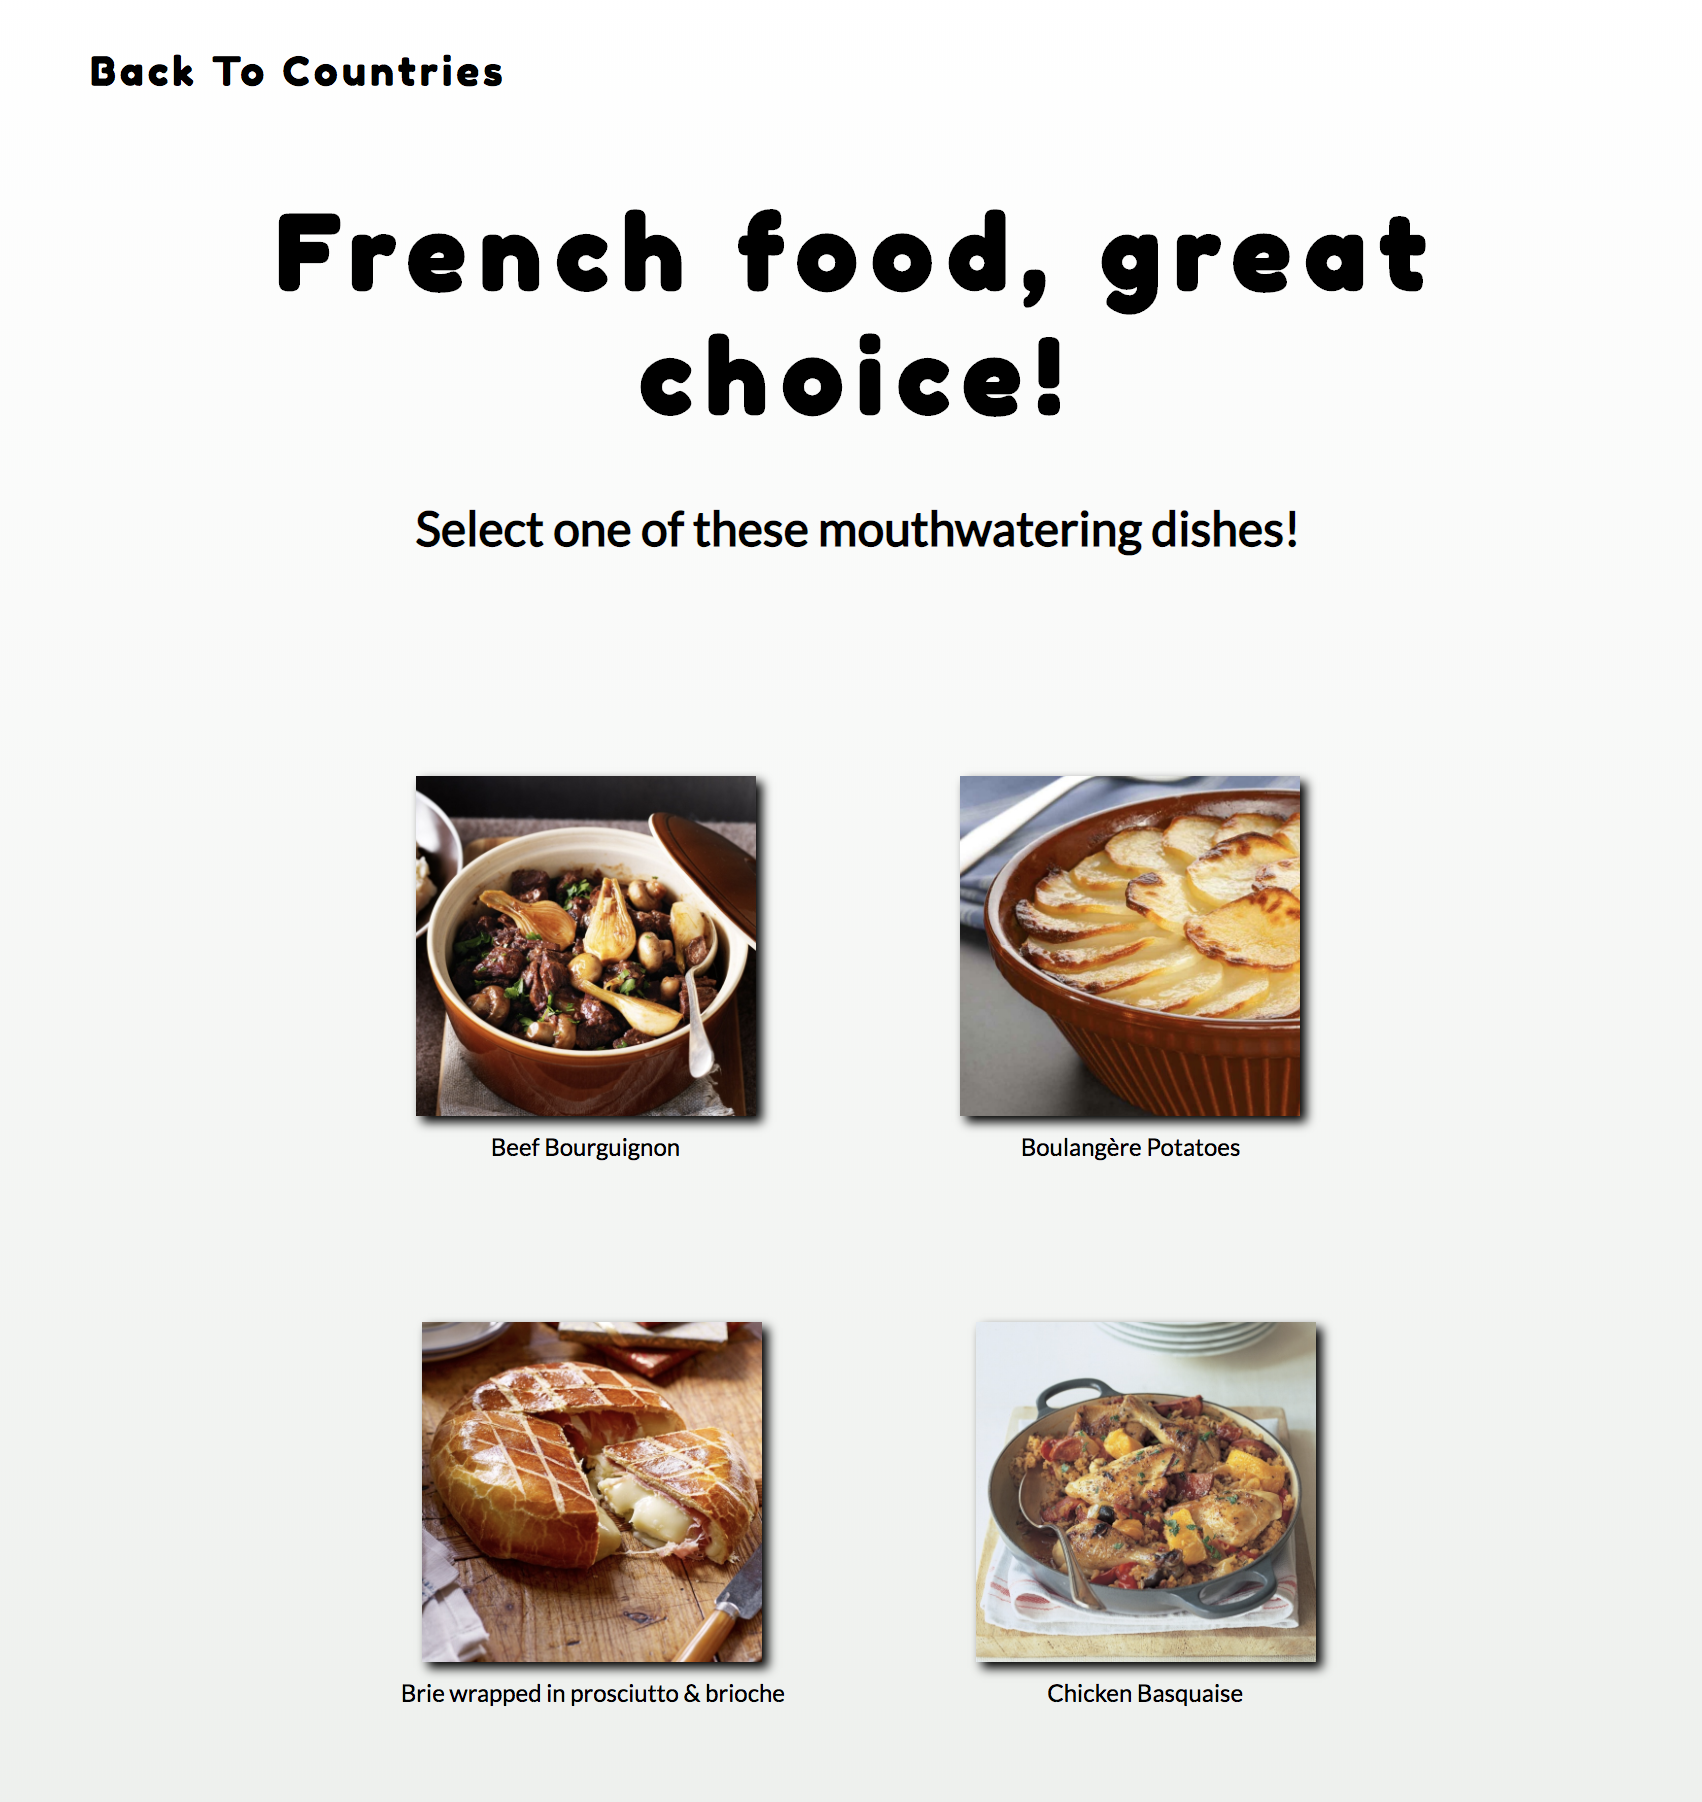 Back To Countries
French food, great
choice!
Select one of these mouthwatering dishes!
Beef Bourguignon
Boulangère Potatoes
Brie wrapped in prosciutto & brioche
Chicken Basquaise